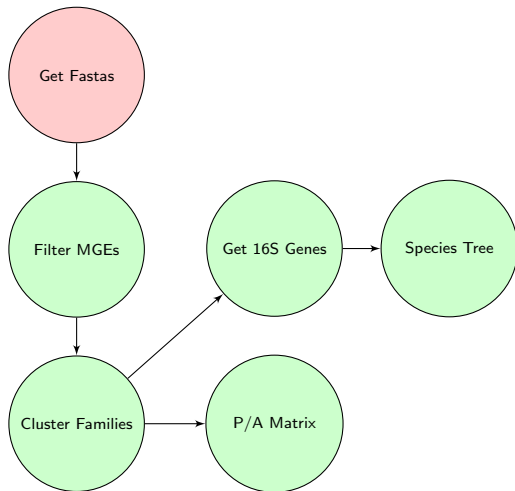 Get Fastas
Filter MGEs
Get 16S Genes
Species Tree
Cluster Families
P/A Matrix